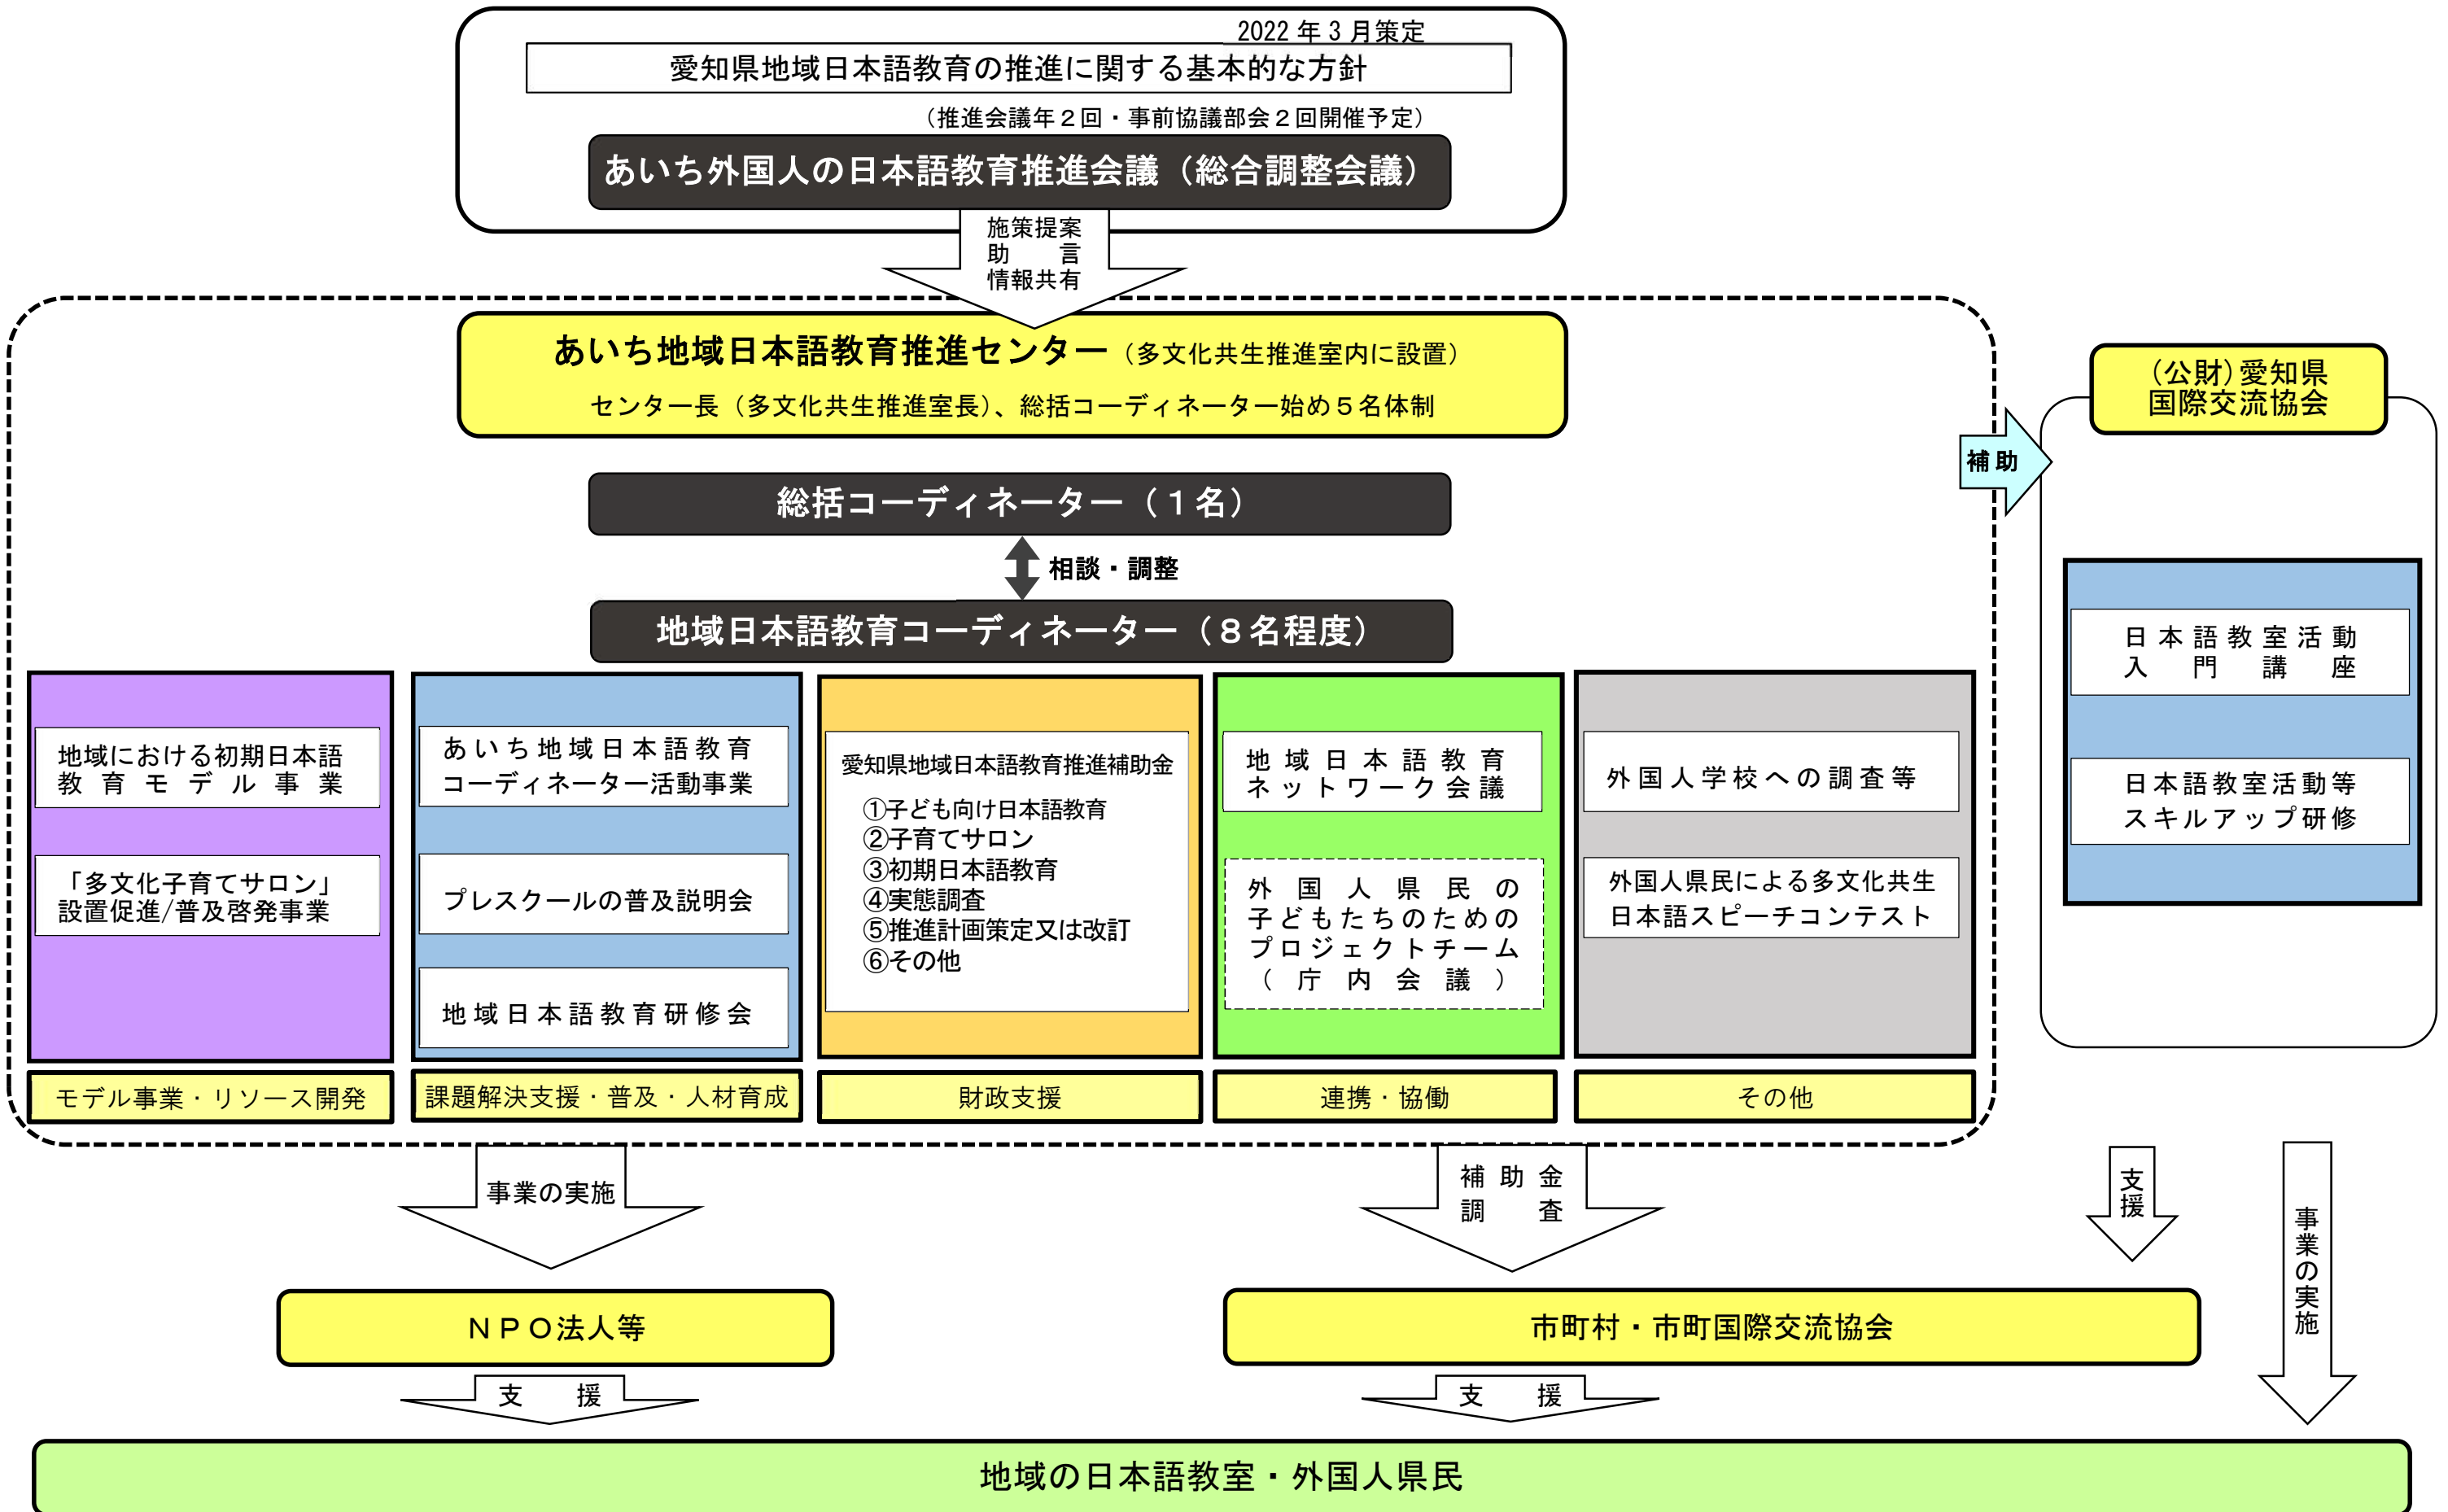 2022年3月策定
愛知県地域日本語教育の推進に関する基本的な方針
（推進会議年２回・事前協議部会２回開催予定）
あいち外国人の日本語教育推進会議（総合調整会議）
施策提案
助言
情報共有
あいち地域日本語教育推進センター（多文化共生推進室内に設置）
センター長（多文化共生推進室長）、総括コーディネーター始め５名体制
（公財）愛知県
国際交流協会
補助
総括コーディネーター（１名）
相談・調整
地域日本語教育コーディネーター（８名程度）
地域における初期日本語
教育モデル事業
「多文化子育てサロン」
設置促進/普及啓発事業
モデル事業・リソース開発
あいち地域日本語教育
コーディネーター活動事業
プレスクールの普及説明会
地域日本語教育研修会
課題解決支援・普及・人材育成
愛知県地域日本語教育推進補助金
①子ども向け日本語教育
②子育てサロン
③初期日本語教育
④実態調査
⑤推進計画策定又は改訂
⑥その他
財政支援
地域日本語教育
ネットワーク会議
外国人県民の
子どもたちのための
プロジェクトチーム
（庁内会議）
連携・協働
外国人学校への調査等
外国人県民による多文化共生
日本語スピーチコンテスト
その他
日本語教室活動
入門講座
日本語教室活動等
スキルアップ研修
事業の実施
補助金
調査
支援
事業の実施
ＮＰＯ法人等
市町村・市町国際交流協会
支援
支援
地域の日本語教室・外国人県民